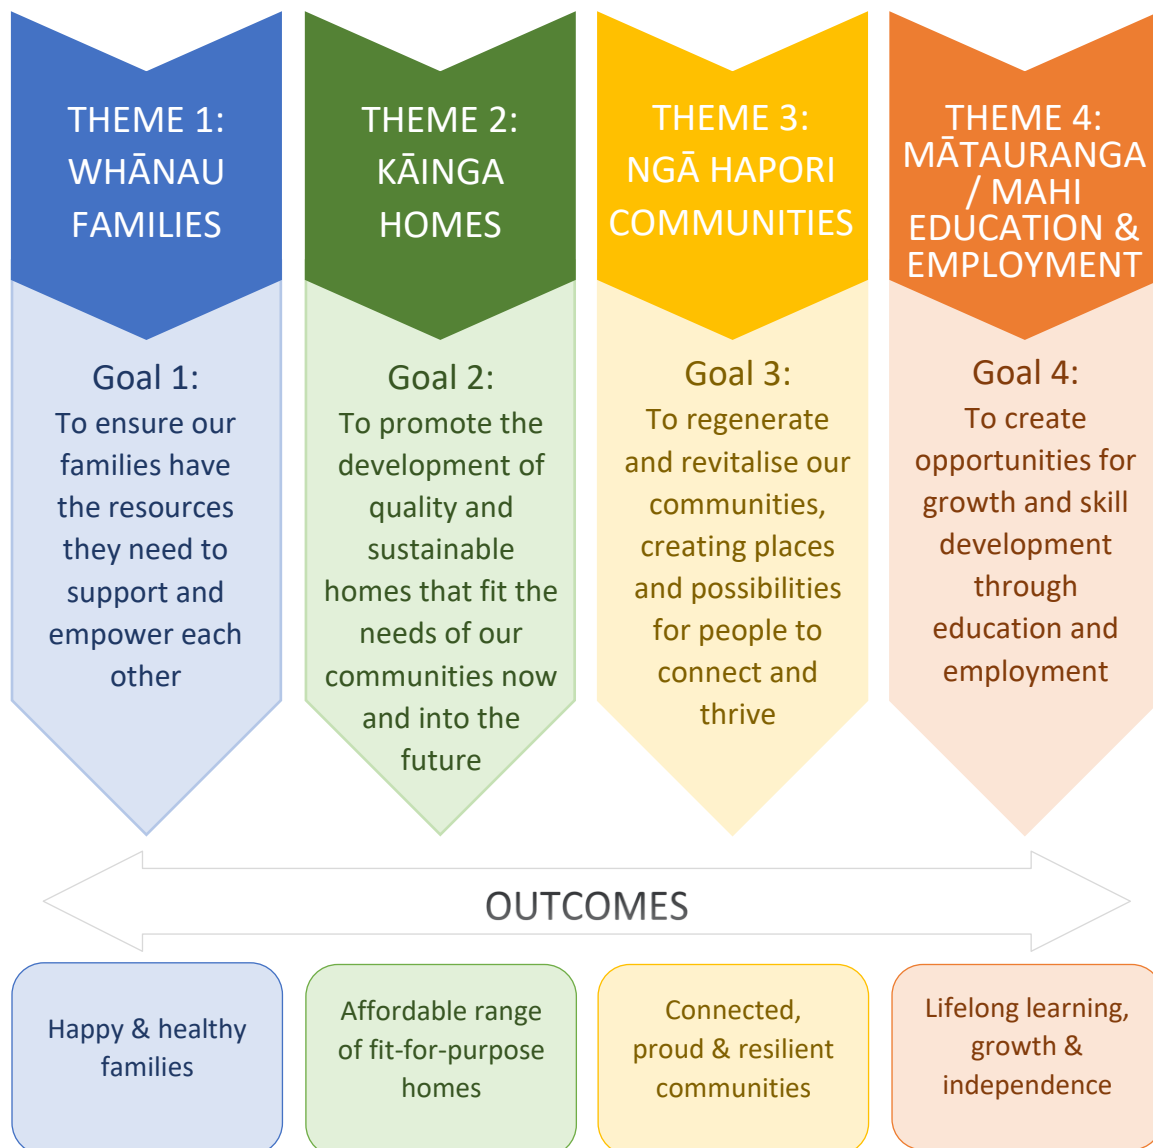 THEME 1:
WHĀNAU
FAMILIES
Goal 1:
To ensure our
families have
the resources
they need to
support and
empower each
other
THEME 2:
KĀINGA
HOMES
Goal 2:
To promote the
development of
quality and
sustainable
homes that fit the
needs of our
communities now
and into the
future
THEME 3:
NGĀ HAPORI
COMMUNITIES
Goal 3:
To regenerate
and revitalise our
communities,
creating places
and possibilities
for people to
connect and
thrive
THEME 4:
MĀTAURANGA
/ MAHI
EDUCATION &
EMPLOYMENT
Goal 4:
To create
opportunities for
growth and skill
development
through
education and
employment
OUTCOMES
Happy & healthy
families
Affordable range
of fit-for-purpose
homes
Connected,
proud & resilient
communities
Lifelong learning,
growth &
independence